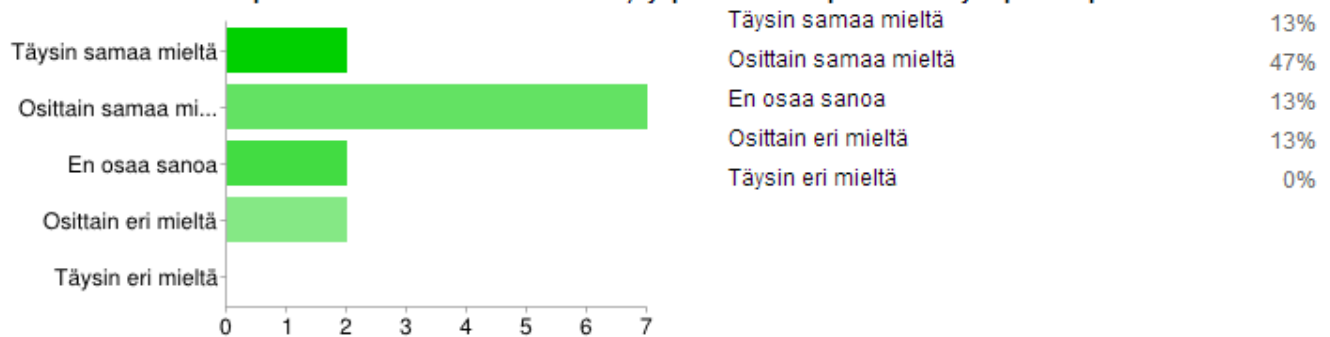 Täysin samaa mieltä
Osittain samaa mi...
En osaa sanoa
Osittain eri mieltä
Täysin eri mieltä
0 1 2 3 4 5 6 7
Täysin samaa mieltä 13%
Osittain samaa mieltä 47%
En osaa sanoa 13%
Osittain eri mieltä 13%
Täysin eri mieltä 0%